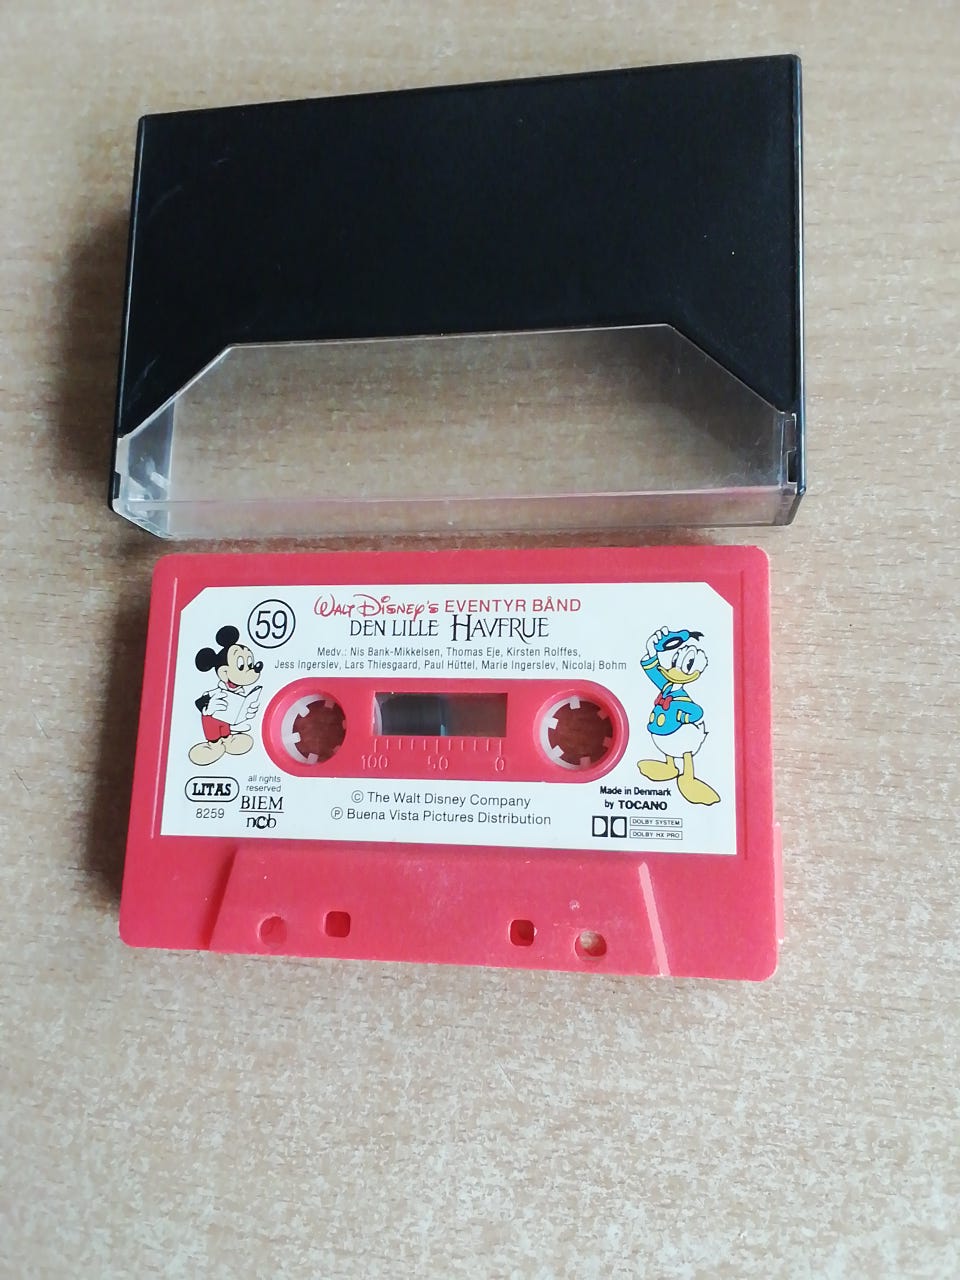 59
WALT DISNEY'S EVENTYR BÅND
DEN LILLE HAVFRUE
Medv.: Nis Bank-Mikkelsen, Thomas Eje, Kirsten Rolffes,
Jess Ingerslev, Lars Thiesgaard, Paul Hüttel, Marie Ingerslev, Nicolaj Bohm
100 50 0
LITAS
8259
all rights
reserved
BIEM
ncb
© The Walt Disney Company
℗ Buena Vista Pictures Distribution
Made in Denmark
by TOCANO
DOLBY SYSTEM
DOLBY HX PRO